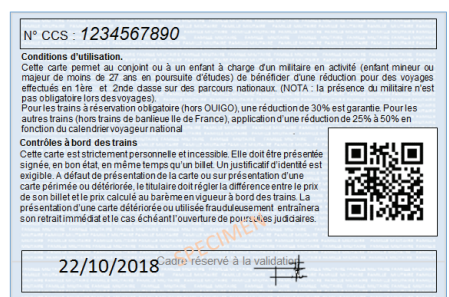 N° CCS : 1234567890
Conditions d'utilisation.
Cette carte permet au conjoint ou à un enfant à charge d'un militaire en activité (enfant mineur ou
majeur de moins de 27 ans en poursuite d'études) de bénéficier d'une réduction pour des voyages
effectués en 1ère et 2nde dasse sur des parcours nationaux. (NOTA : la présence du militaire n'est
pas obligatoire lors des voyages).
Pour les trains à réservation obligatoire (hors OUIGO), une réduction de 30% est garantie. Pour les
autres trains (hors trains de banlieue Ile de France), application d'une réduction de 25% à 50% en
fonction du calendrier voyageur national
Contrôles à bord des trains
Cette carte est strictement personnelle et incessible. Elle doit être présentée
signée, en bon état, en même temps qu'un billet. Un justificatif d'identité est
exigible. A défaut de présentation de la carte ou sur présentation d'une
carte périmée ou détériorée, le titulaire doit régler la différence entre le prix
de son billet et le prix calculé au barème en vigueur à bord des trains. La
présentation d'une carte détériorée ou utilisée frauduleusement entraînera
son retrait immédiat et le cas échéant l'ouverture de poursuites judiciaires.
SPECIMEN
22/10/2018 Cadre réservé à la validation